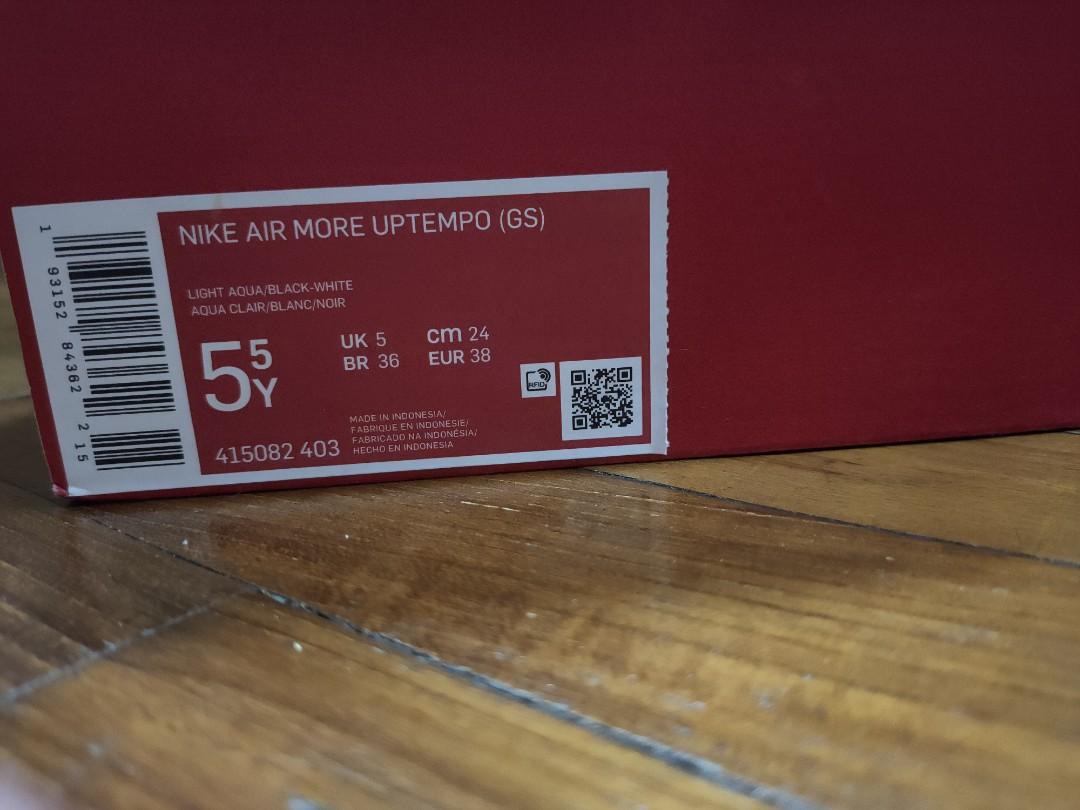 NIKE AIR MORE UPTEMPO (GS)
LIGHT AQUA/BLACK-WHITE
AQUA CLAIR/BLANC/NOIR
5 5Y
UK 5 cm 24
BR 36 EUR 38
RFID
MADE IN INDONESIA/
FABRIQUE EN INDONESIE/
FABRICADO NA INDONÉSIA/
HECHO EN INDONESIA
415082 403
1 93152 84362 2 15